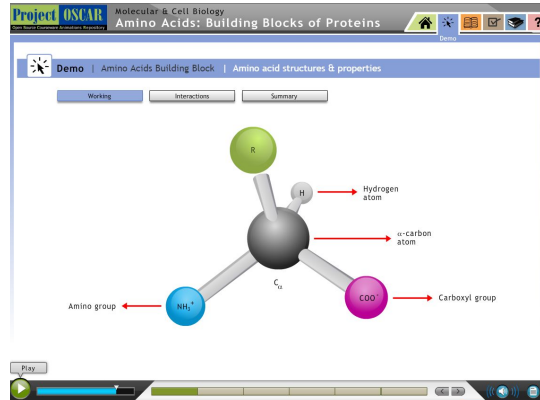 Project OSCAR
Open Source Courseware Animations Repository
Molecular & Cell Biology
Amino Acids: Building Blocks of Proteins
?
Demo
Demo | Amino Acids Building Block | Amino acid structures & properties
Working
Interactions
Summary
R
H
Hydrogen
atom
α-carbon
atom
Cα
Amino group
NH3+
COO-
Carboxyl group
Play